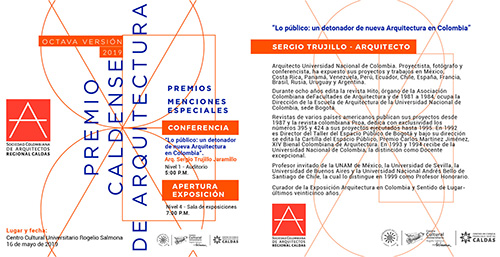 OCTAVA VERSIÓN
2019
PREMIO
CALDENSE
DE ARQUITECTURA
PREMIOS
Y
MENCIONES
ESPECIALES
CONFERENCIA
"Lo público: un detonador
de nueva Arquitectura
en Colombia".
Arq. Sergio Trujillo Jaramillo
Nivel 1 - Auditorio
5:00 P.M.
APERTURA
EXPOSICIÓN
Nivel 4 - Sala de exposiciones
7:00 P.M.
SOCIEDAD COLOMBIANA
DE ARQUITECTOS
REGIONAL CALDAS
Lugar y fecha:
Centro Cultural Universitario Rogelio Salmona
16 de mayo de 2019
CALDAS
"Lo público: un detonador de nueva Arquitectura en Colombia"
SERGIO TRUJILLO - ARQUITECTO
Arquitecto Universidad Nacional de Colombia. Proyectista, fotógrafo y
conferencista, ha expuesto sus proyectos y trabajos en México,
Costa Rica, Panamá, Venezuela, Perú, Ecuador, Chile, España, Francia,
Brasil, Rusia, Uruguay y Argentina.
Durante ocho años edita la revista Hito, órgano de la Asociación
Colombiana de Facultades de Arquitectura y de 1981 a 1984, ocupa la
Dirección de la Escuela de Arquitectura de la Universidad Nacional de
Colombia, sede Bogotá.
Revistas de varios países americanos publican sus proyectos desde
1987 y la revista colombiana Proa, dedica con exclusividad los
números 395 y 424 a sus proyectos ejecutados hasta 1995. En 1992
es Director del Taller del Espacio Público de Bogotá y bajo su dirección
se edita la Cartilla del Espacio Público, Premio Carlos Martínez Jiménez,
XIV Bienal Colombiana de Arquitectura. En 1993 y 1994 recibe de la
Universidad Nacional de Colombia, la distinción como Docente
excepcional.
Profesor invitado de la UNAM de México, la Universidad de Sevilla, la
Universidad de Buenos Aires y la Universidad Nacional Andrés Bello de
Santiago de Chile, la cual lo distingue en 1999 como Profesor Honorario.
Curador de la Exposición Arquitectura en Colombia y Sentido de Lugar-
últimos veinticinco años.
SOCIEDAD COLOMBIANA
DE ARQUITECTOS
REGIONAL CALDAS
CALDAS